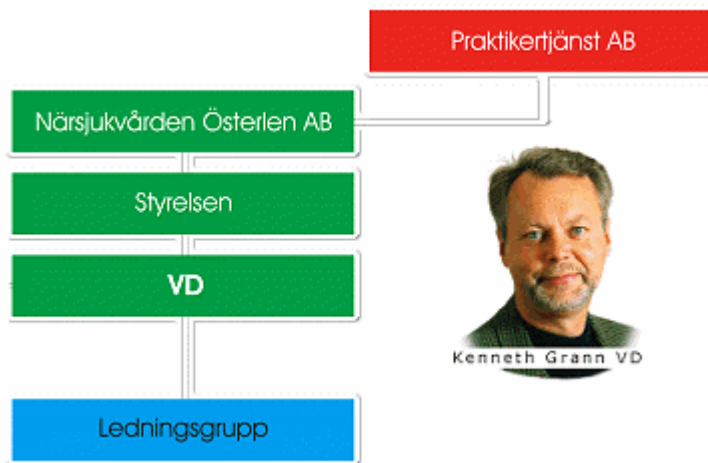 Praktikertjänst AB
Närsjukvården Österlen AB
Styrelsen
VD
Kenneth Grann VD
Ledningsgrupp